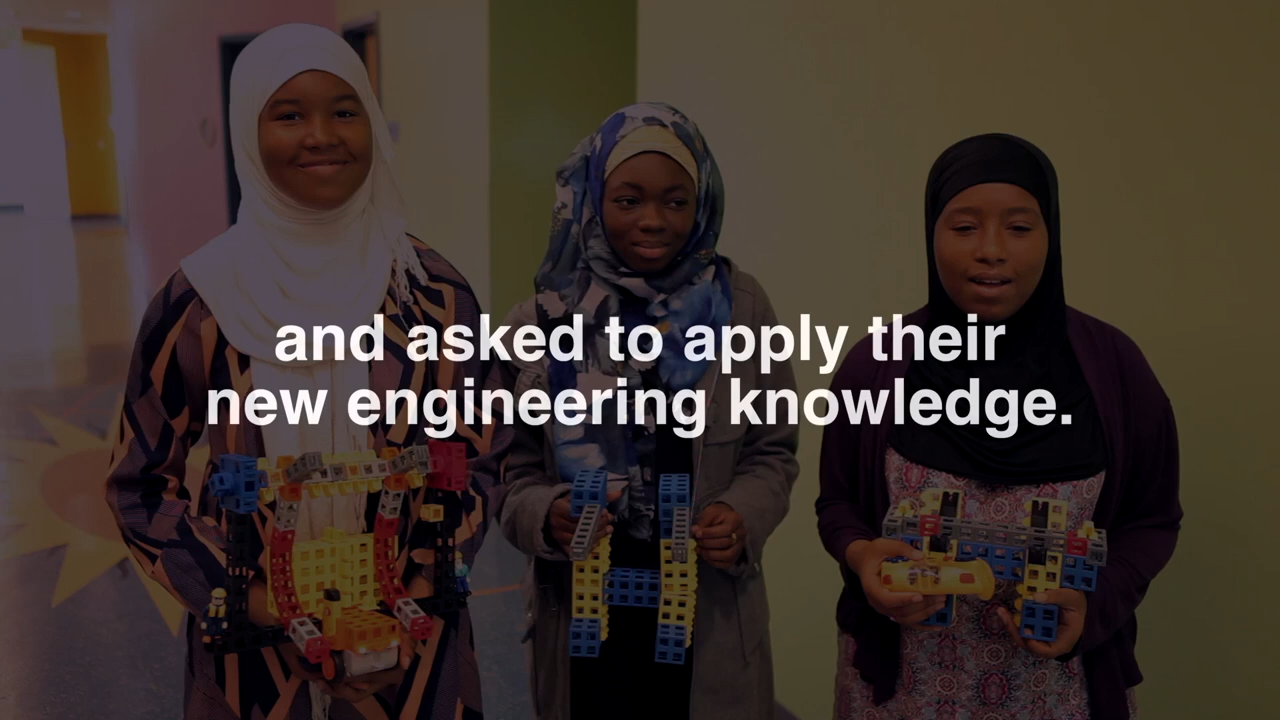 and asked to apply their
new engineering knowledge.